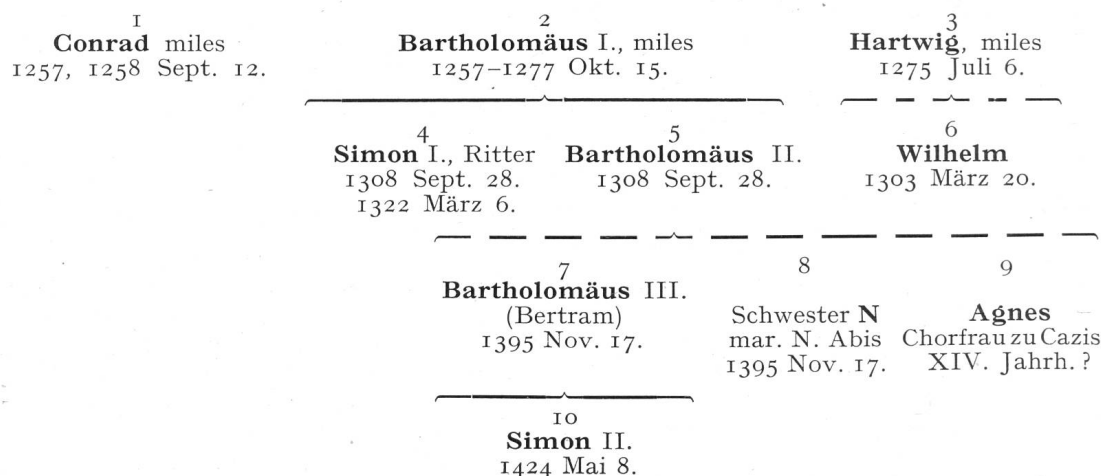 1 2 3
Conrad miles Bartholomäus I., miles Hartwig, miles
1257, 1258 Sept. 12. 1257–1277 Okt. 15. 1275 Juli 6.
4 5 6
Simon I., Ritter Bartholomäus II. Wilhelm
1308 Sept. 28. 1308 Sept. 28. 1303 März 20.
1322 März 6.
7 8 9
Bartholomäus III.
(Bertram) Schwester N Agnes
1395 Nov. 17. mar. N. Abis Chorfrau zu Cazis
1395 Nov. 17. XIV. Jahrh. ?
10
Simon II.
1424 Mai 8.